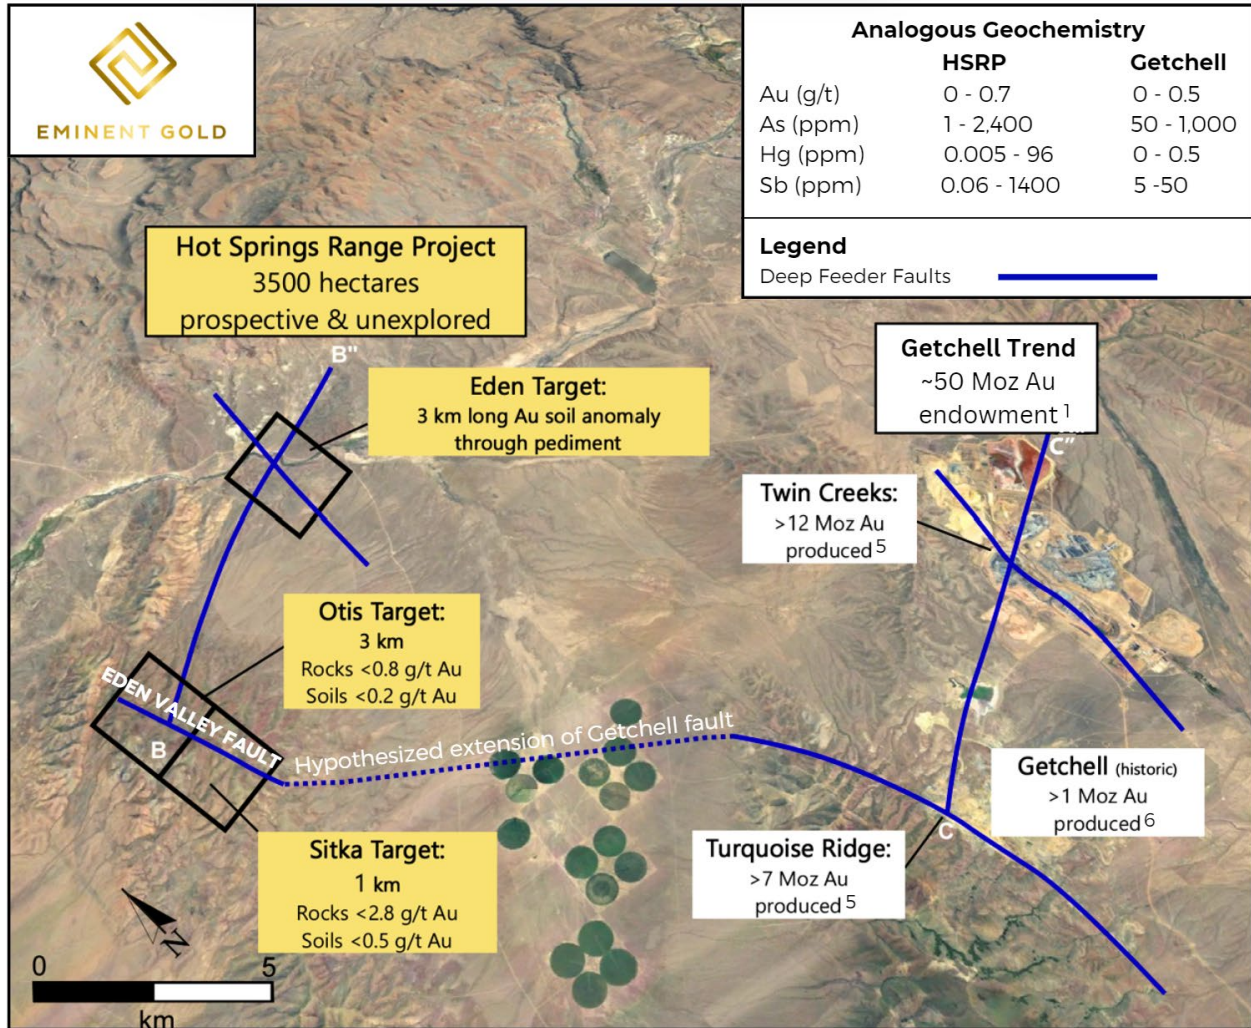 EMINENT GOLD
Analogous Geochemistry
HSRP Getchell
Au (g/t) 0 - 0.7 0 - 0.5
As (ppm) 1 - 2,400 50 - 1,000
Hg (ppm) 0.005 - 96 0 - 0.5
Sb (ppm) 0.06 - 1400 5 -50
Legend
Deep Feeder Faults
Hot Springs Range Project
3500 hectares
prospective & unexplored
B"
Eden Target:
3 km long Au soil anomaly
through pediment
Getchell Trend
~50 Moz Au
endowment 1
C"
Twin Creeks:
>12 Moz Au
produced 5
Otis Target:
3 km
Rocks <0.8 g/t Au
Soils <0.2 g/t Au
EDEN VALLEY FAULT
B
Hypothesized extension of Getchell fault
Getchell (historic)
>1 Moz Au
produced 6
C
Turquoise Ridge:
>7 Moz Au
produced 5
Sitka Target:
1 km
Rocks <2.8 g/t Au
Soils <0.5 g/t Au
N
0 5
km